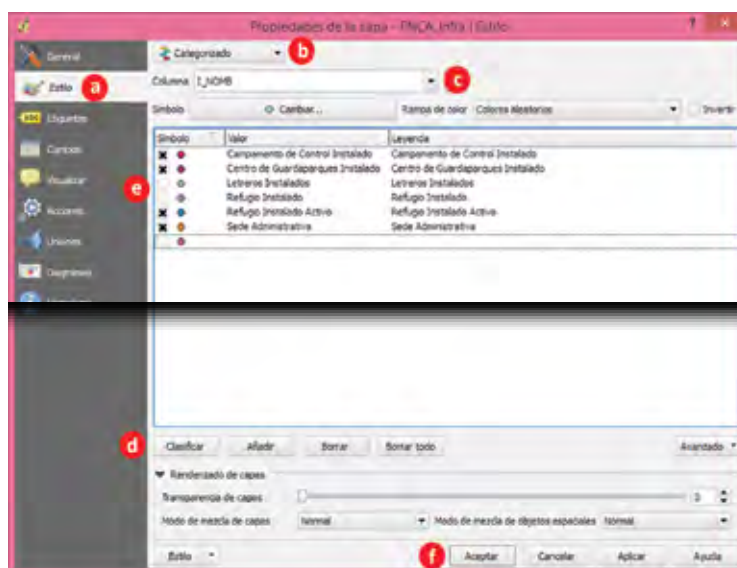 Propiedades de la capa - PNCA_Infra | Estilo
General
a
Estilo
Etiquetas
Campos
Visualizar
Acciones
Uniones
Diagramas
Categorizado
b
Columna I_NOMB
c
Símbolo Cambiar... Rampa de color Colores aleatorios Invertir
Símbolo Valor Leyenda
Campamento de Control Instalado Campamento de Control Instalado
Centro de Guardaparques Instalado Centro de Guardaparques Instalado
e
Letreros Instalados Letreros Instalados
Refugio Instalado Refugio Instalado
Refugio Instalado Activo Refugio Instalado Activo
Sede Administrativa Sede Administrativa
d
Clasificar Añadir Borrar Borrar todo Avanzado
Renderizado de capas
Transparencia de capas 0
Modo de mezcla de capas Normal Modo de mezcla de objetos espaciales Normal
Estilo
f
Aceptar Cancelar Aplicar Ayuda